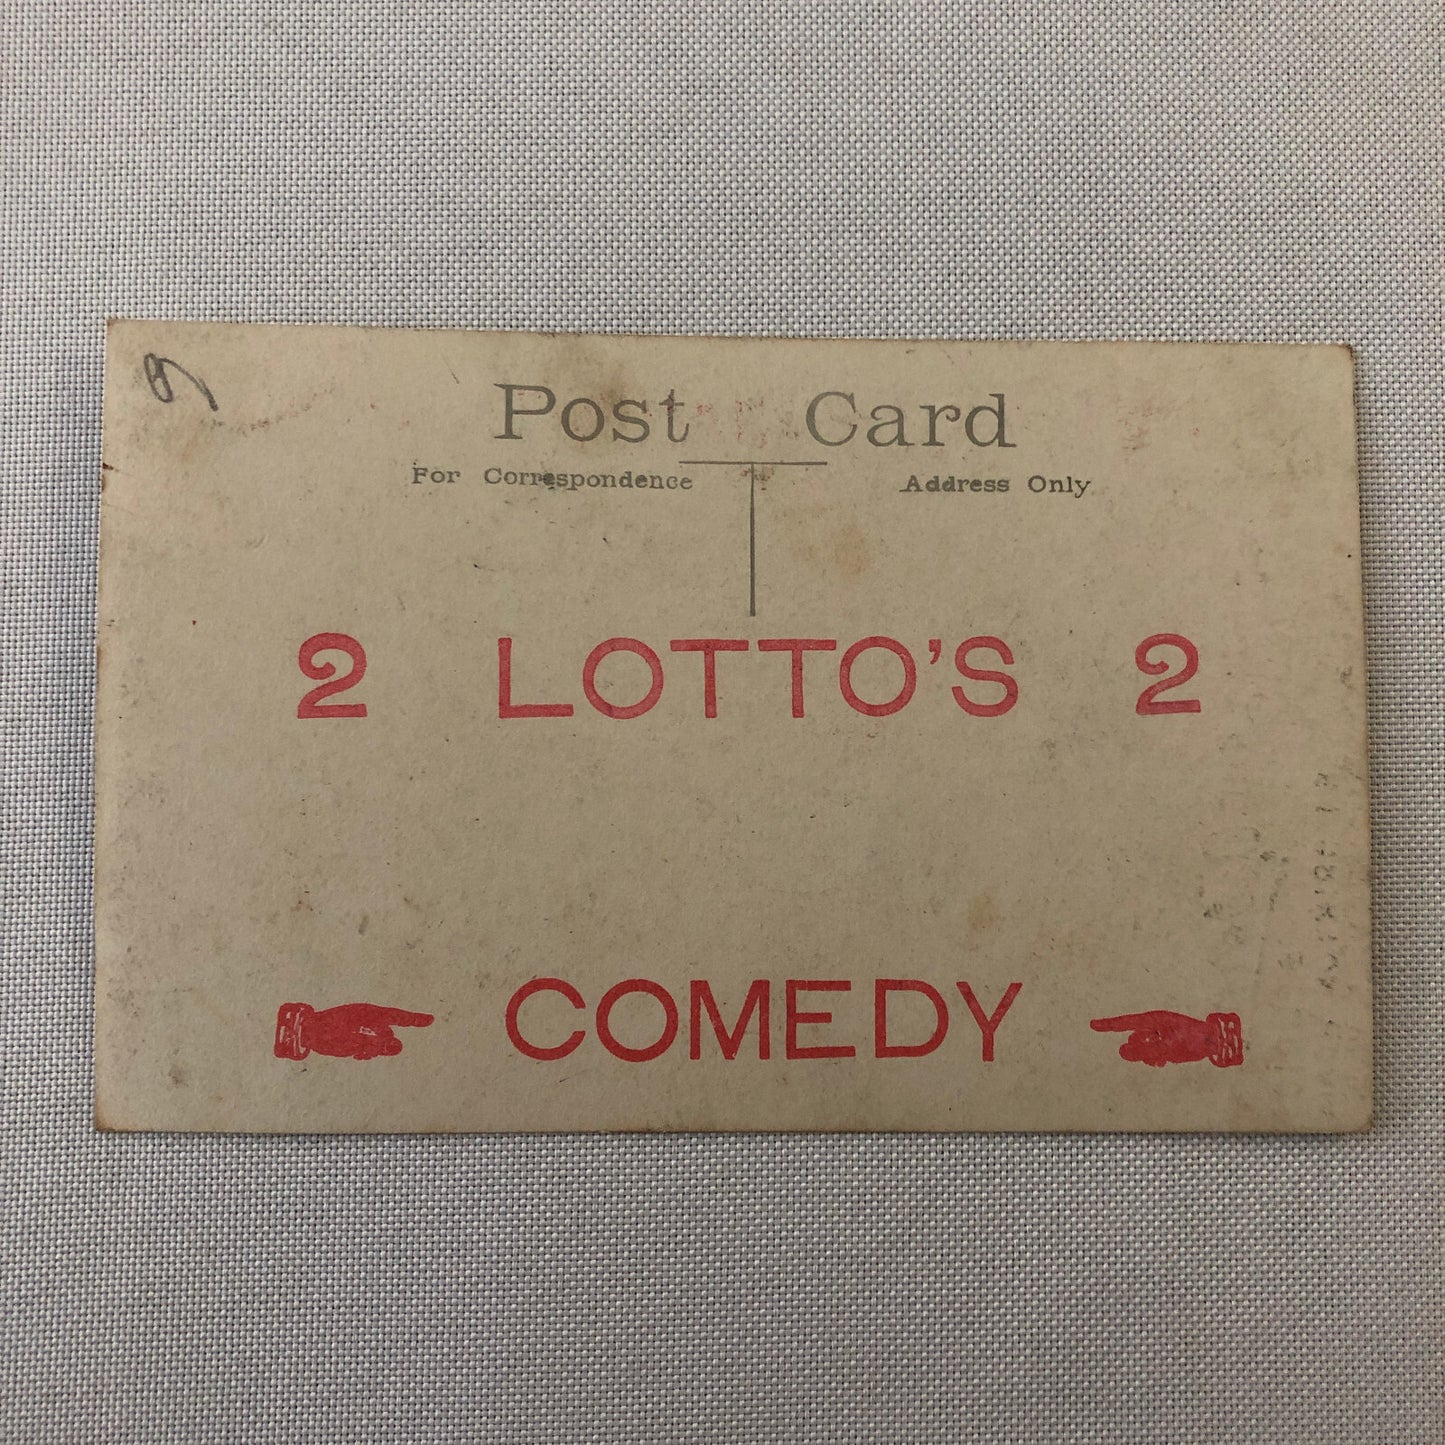 Post Card
For Correspondence Address Only
2 LOTTO'S 2
COMEDY